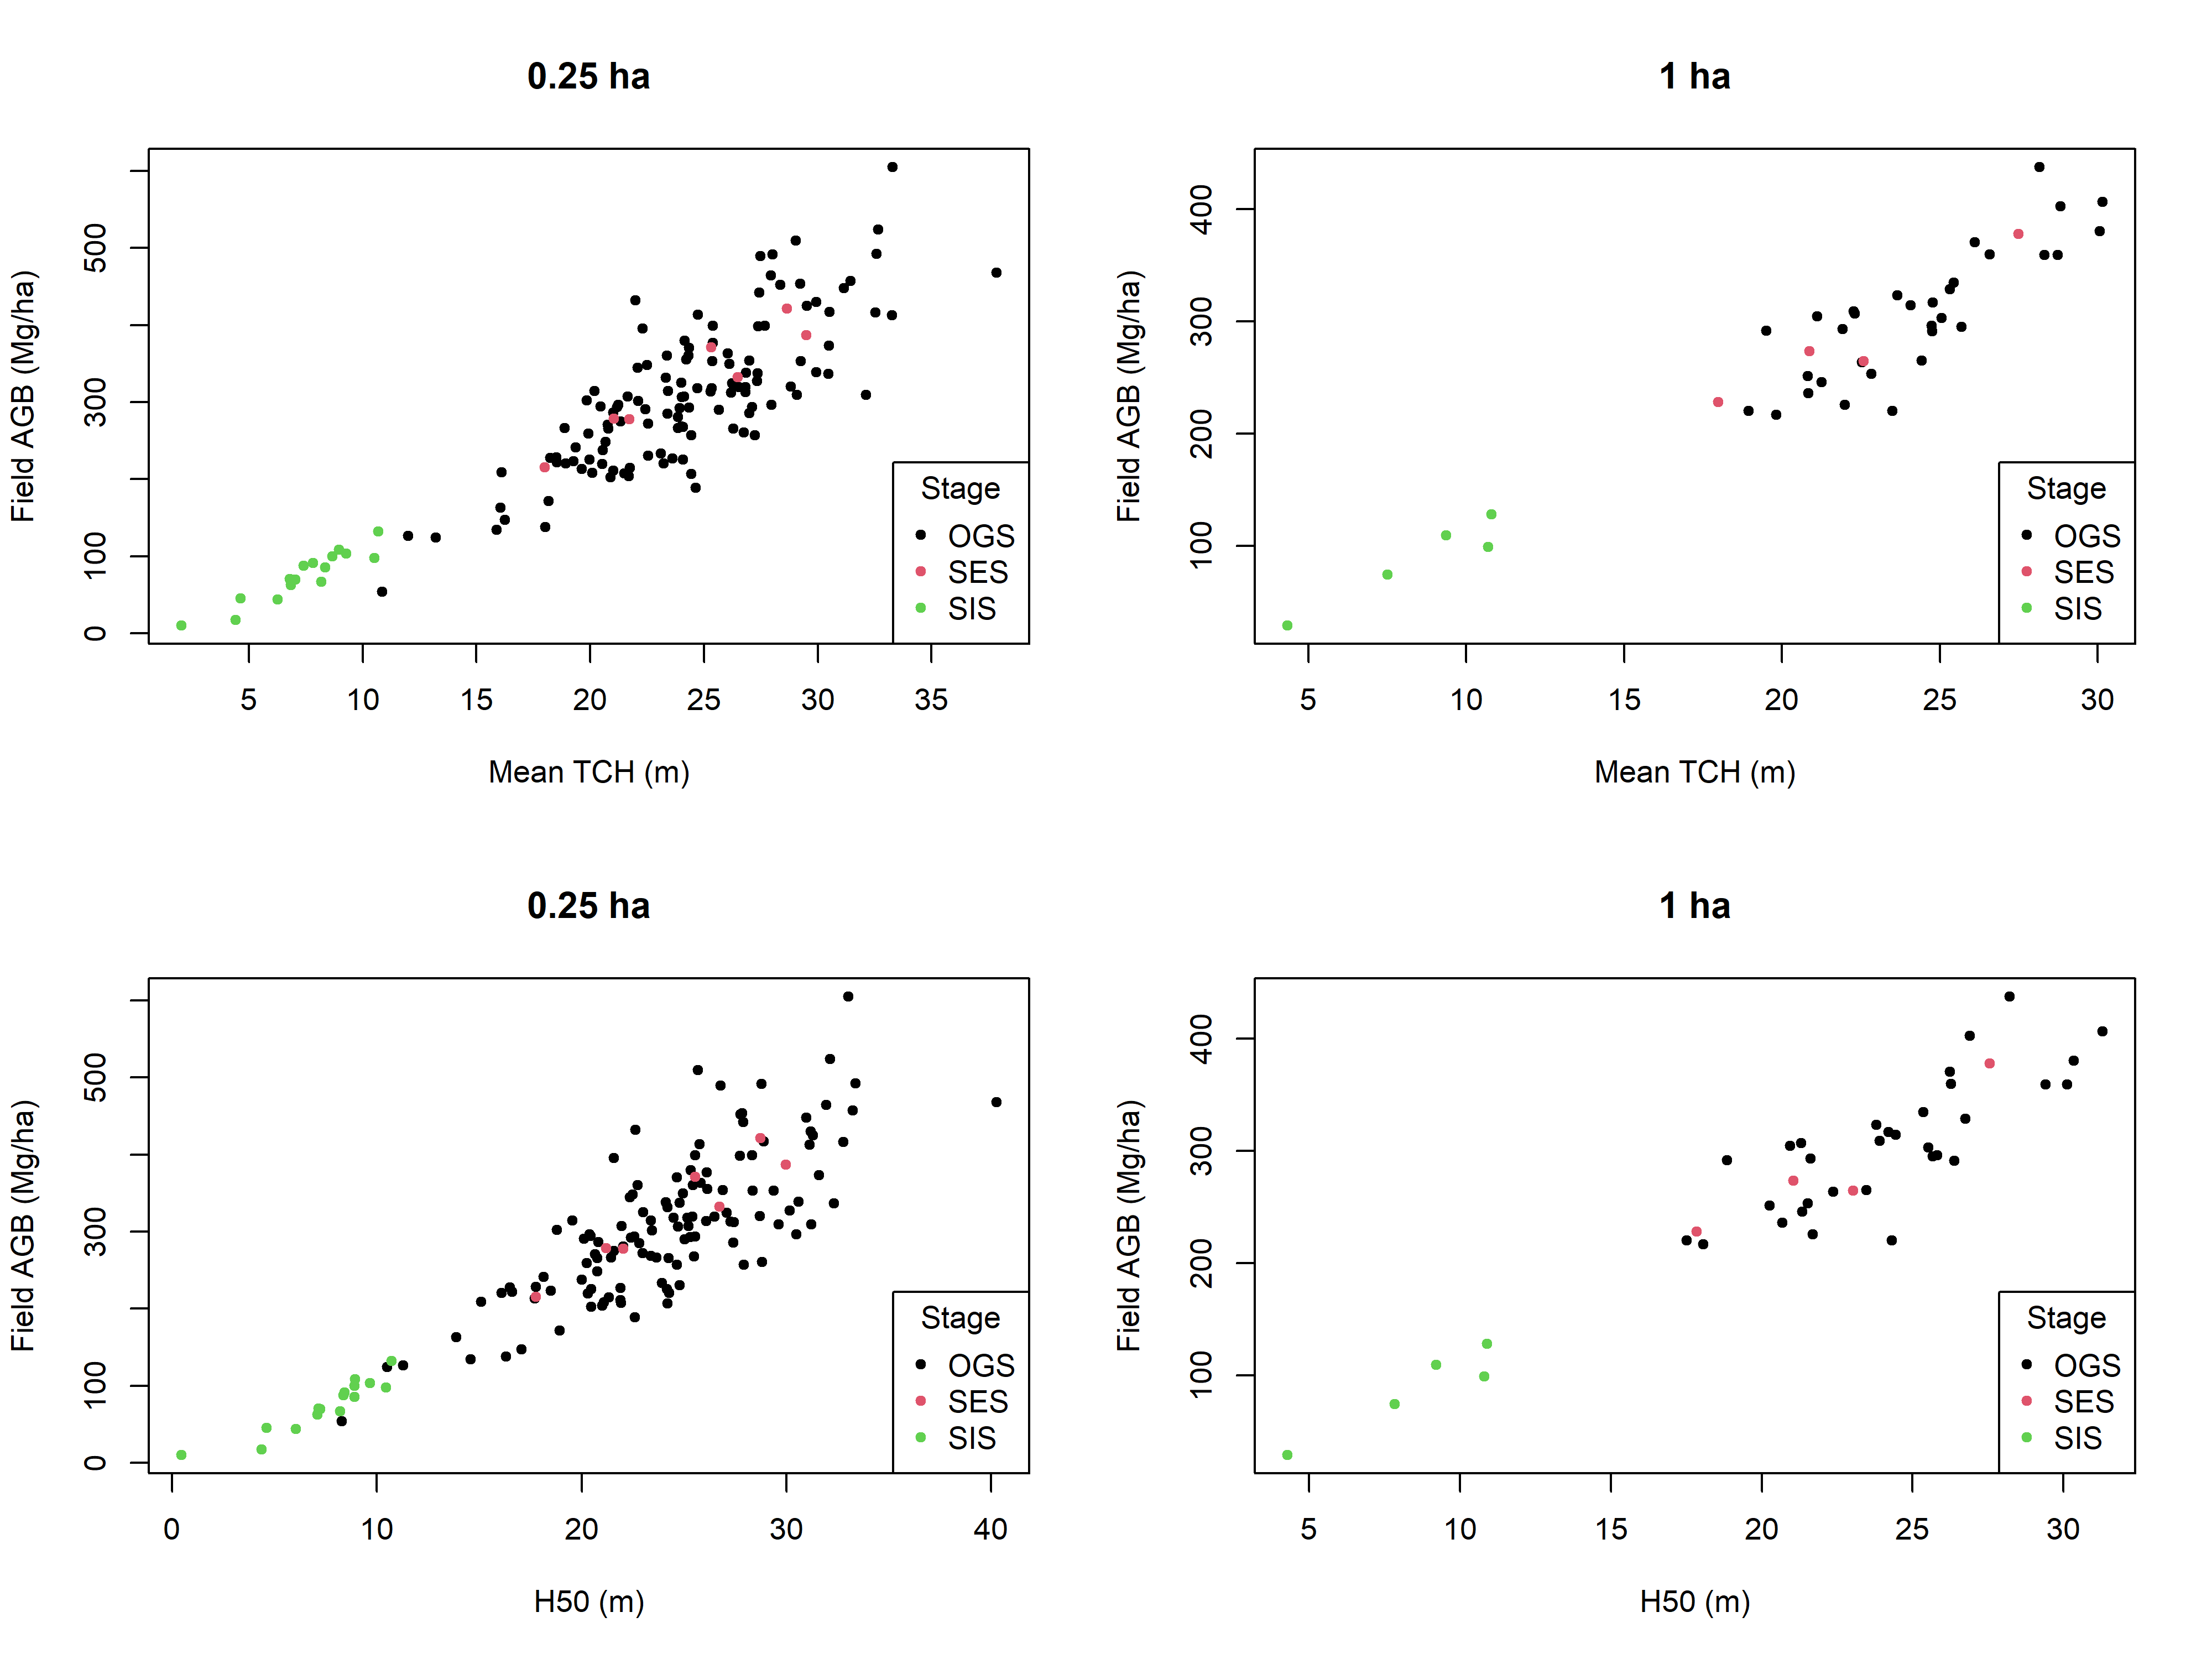 0.25 ha
Field AGB (Mg/ha)
0 100 300 500
5 10 15 20 25 30 35
Mean TCH (m)
Stage
OGS
SES
SIS
1 ha
Field AGB (Mg/ha)
100 200 300 400
5 10 15 20 25 30
Mean TCH (m)
Stage
OGS
SES
SIS
0.25 ha
Field AGB (Mg/ha)
0 100 300 500
0 10 20 30 40
H50 (m)
Stage
OGS
SES
SIS
1 ha
Field AGB (Mg/ha)
100 200 300 400
5 10 15 20 25 30
H50 (m)
Stage
OGS
SES
SIS